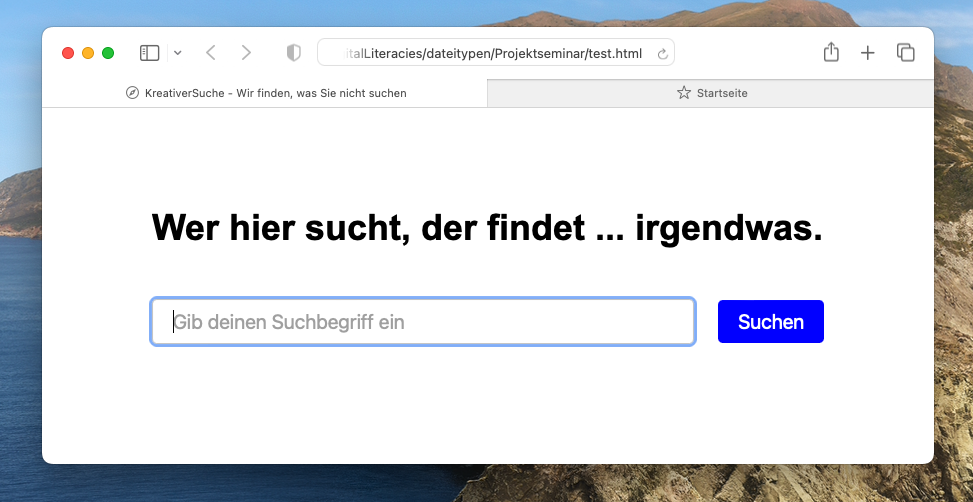 italLiteracies/dateitypen/Projektseminar/test.html
KreativerSuche - Wir finden, was Sie nicht suchen
Startseite
Wer hier sucht, der findet ... irgendwas.
Gib deinen Suchbegriff ein
Suchen